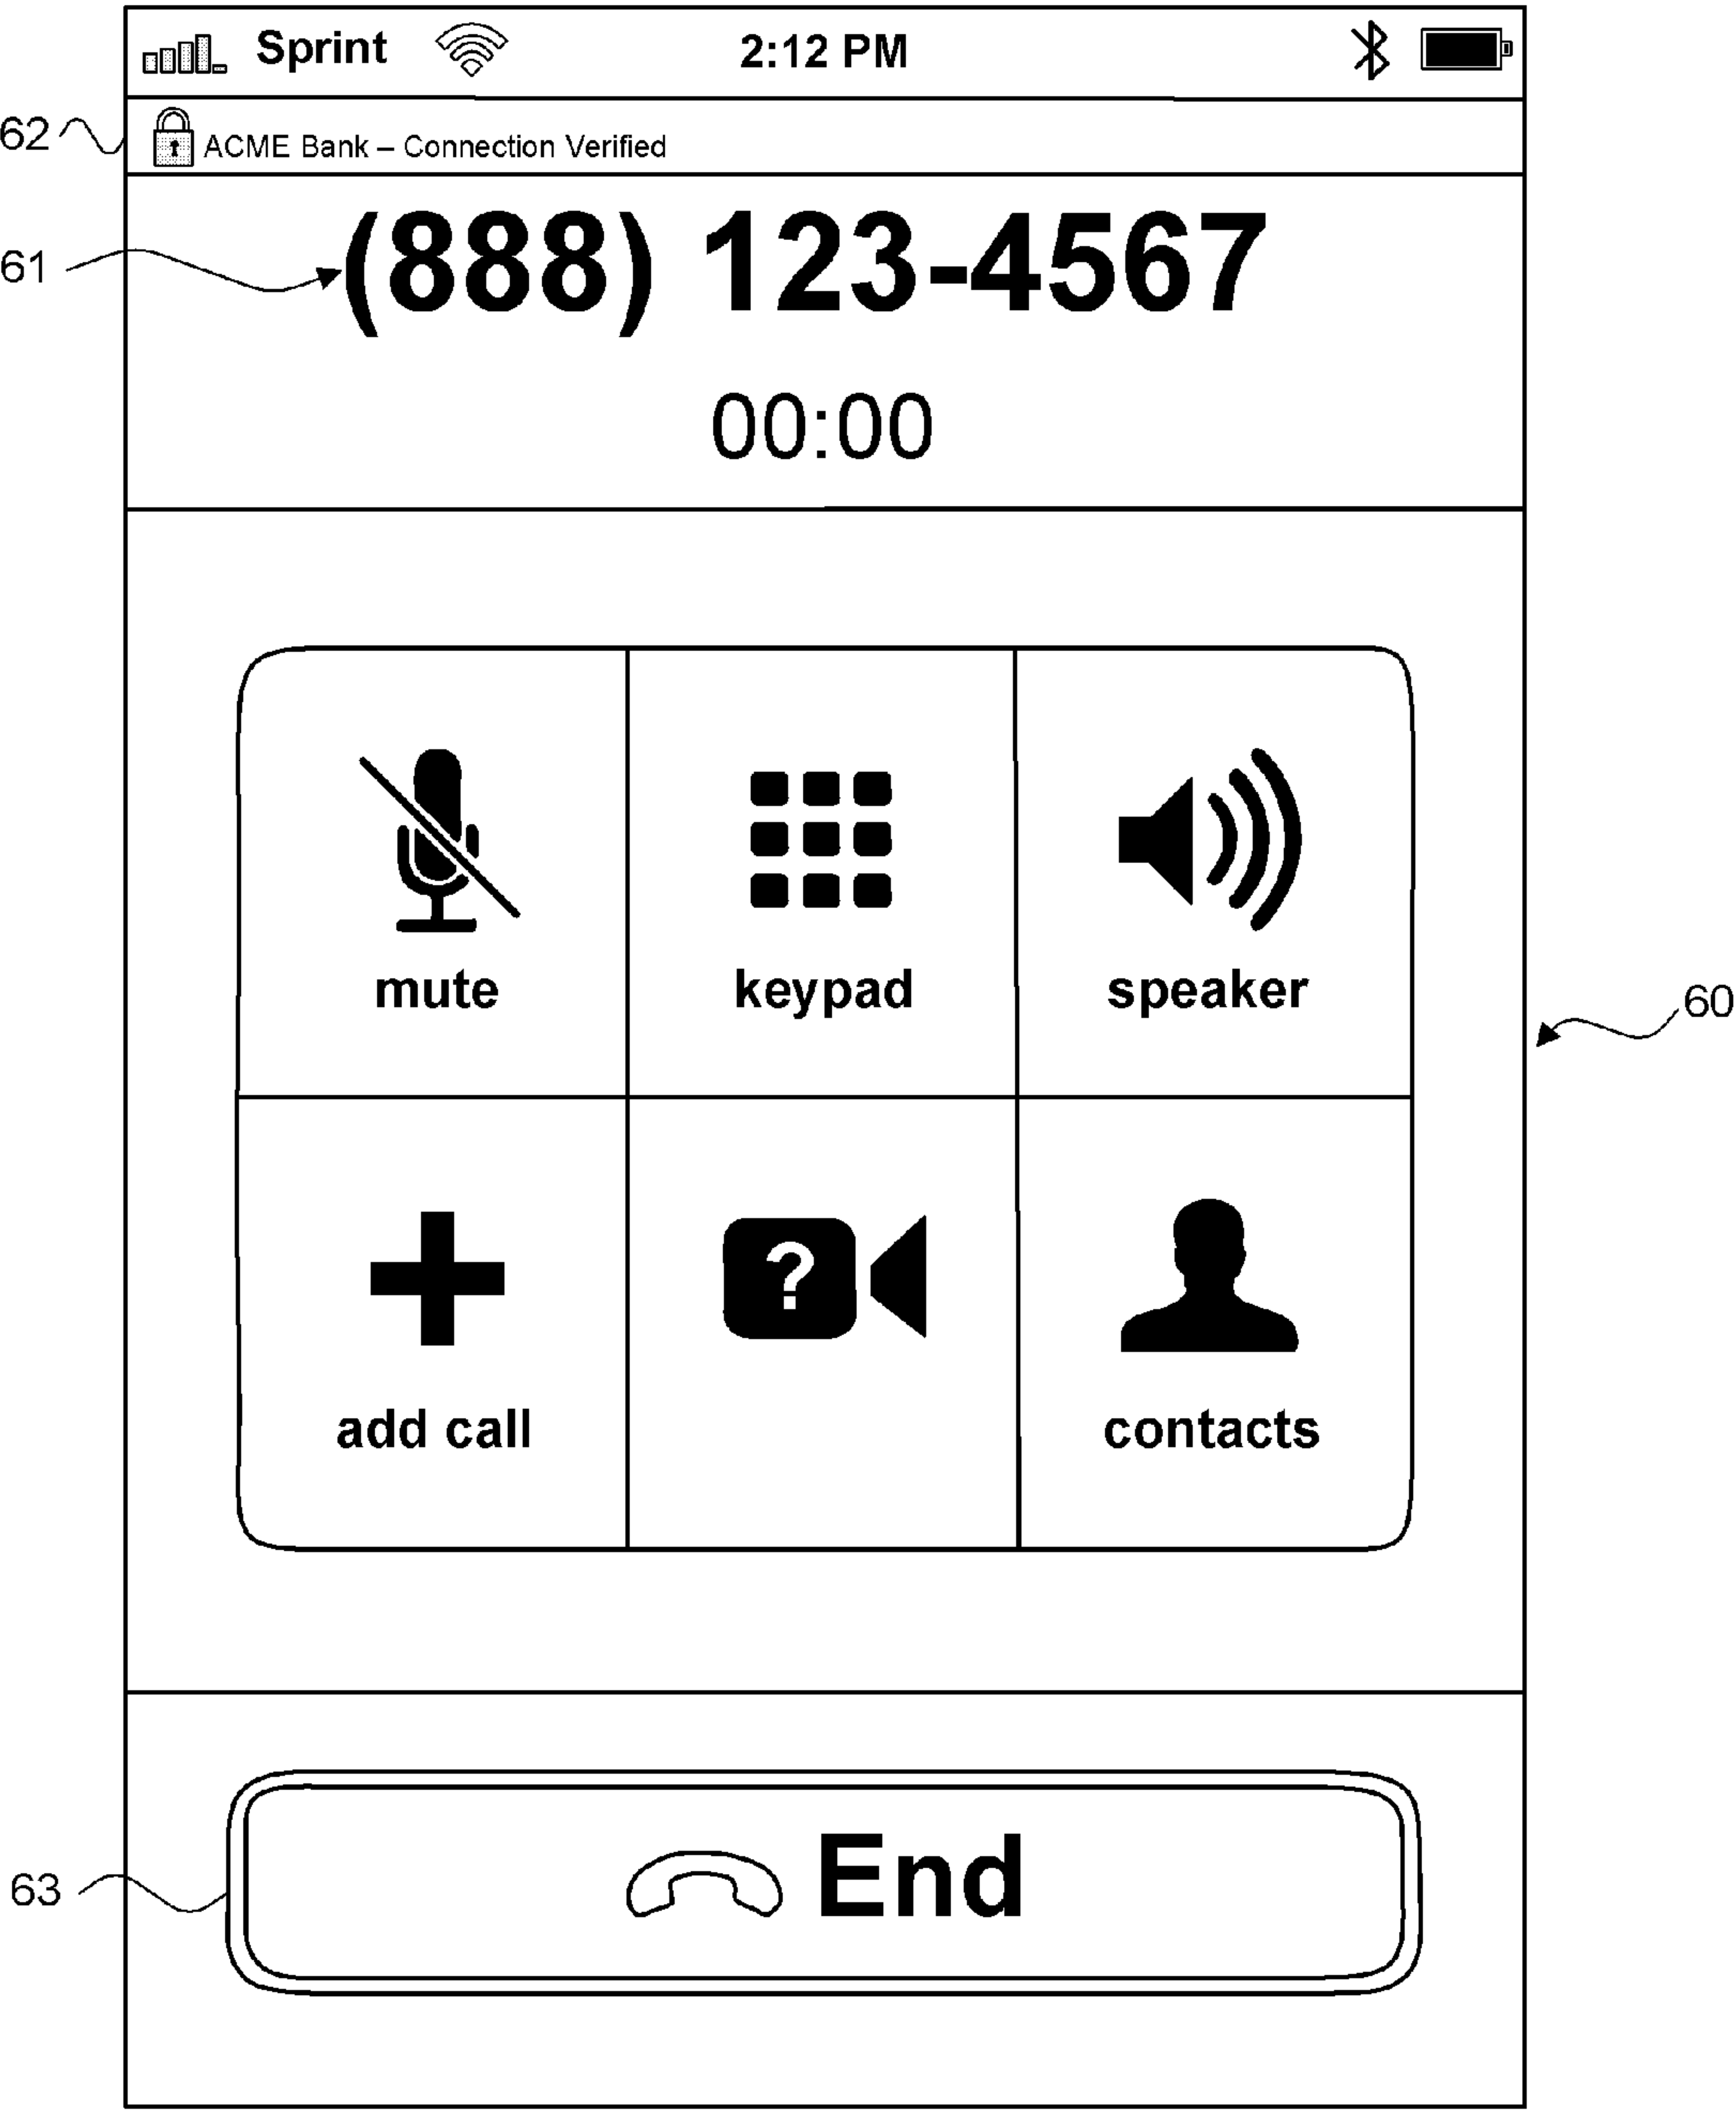 Sprint 2:12 PM
62
ACME Bank – Connection Verified
61
(888) 123-4567
00:00
mute keypad speaker
60
?
add call contacts
63
End